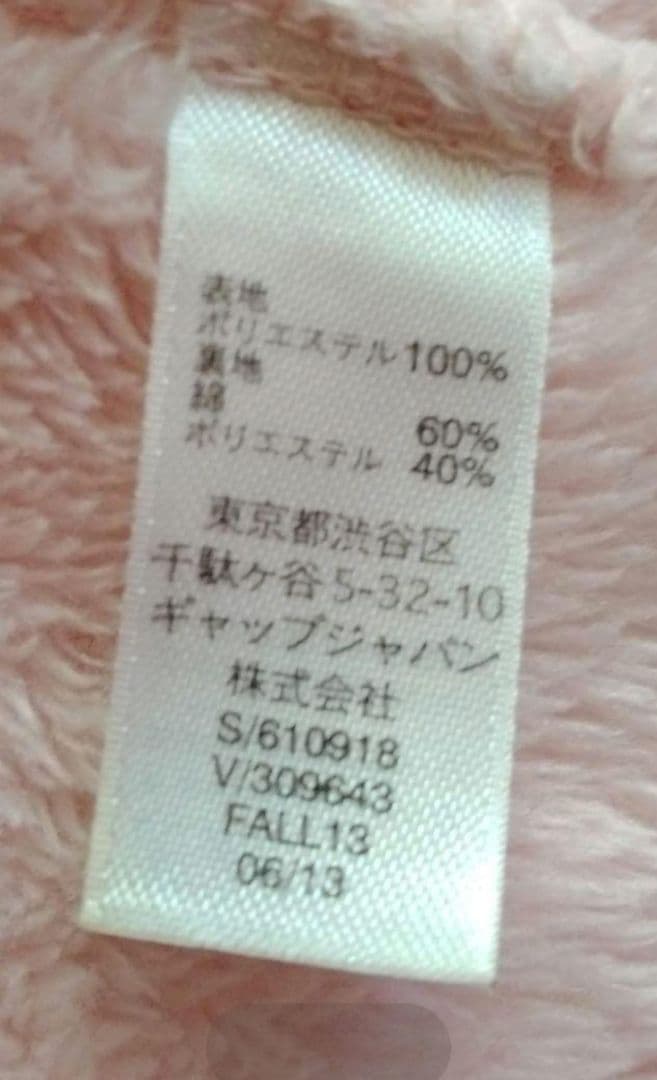 表地
ポリエステル100%
裏地
綿 60%
ポリエステル 40%
東京都渋谷区
千駄ヶ谷5-32-10
ギャップジャパン
株式会社
S/610918
V/309643
FALL13
06/13